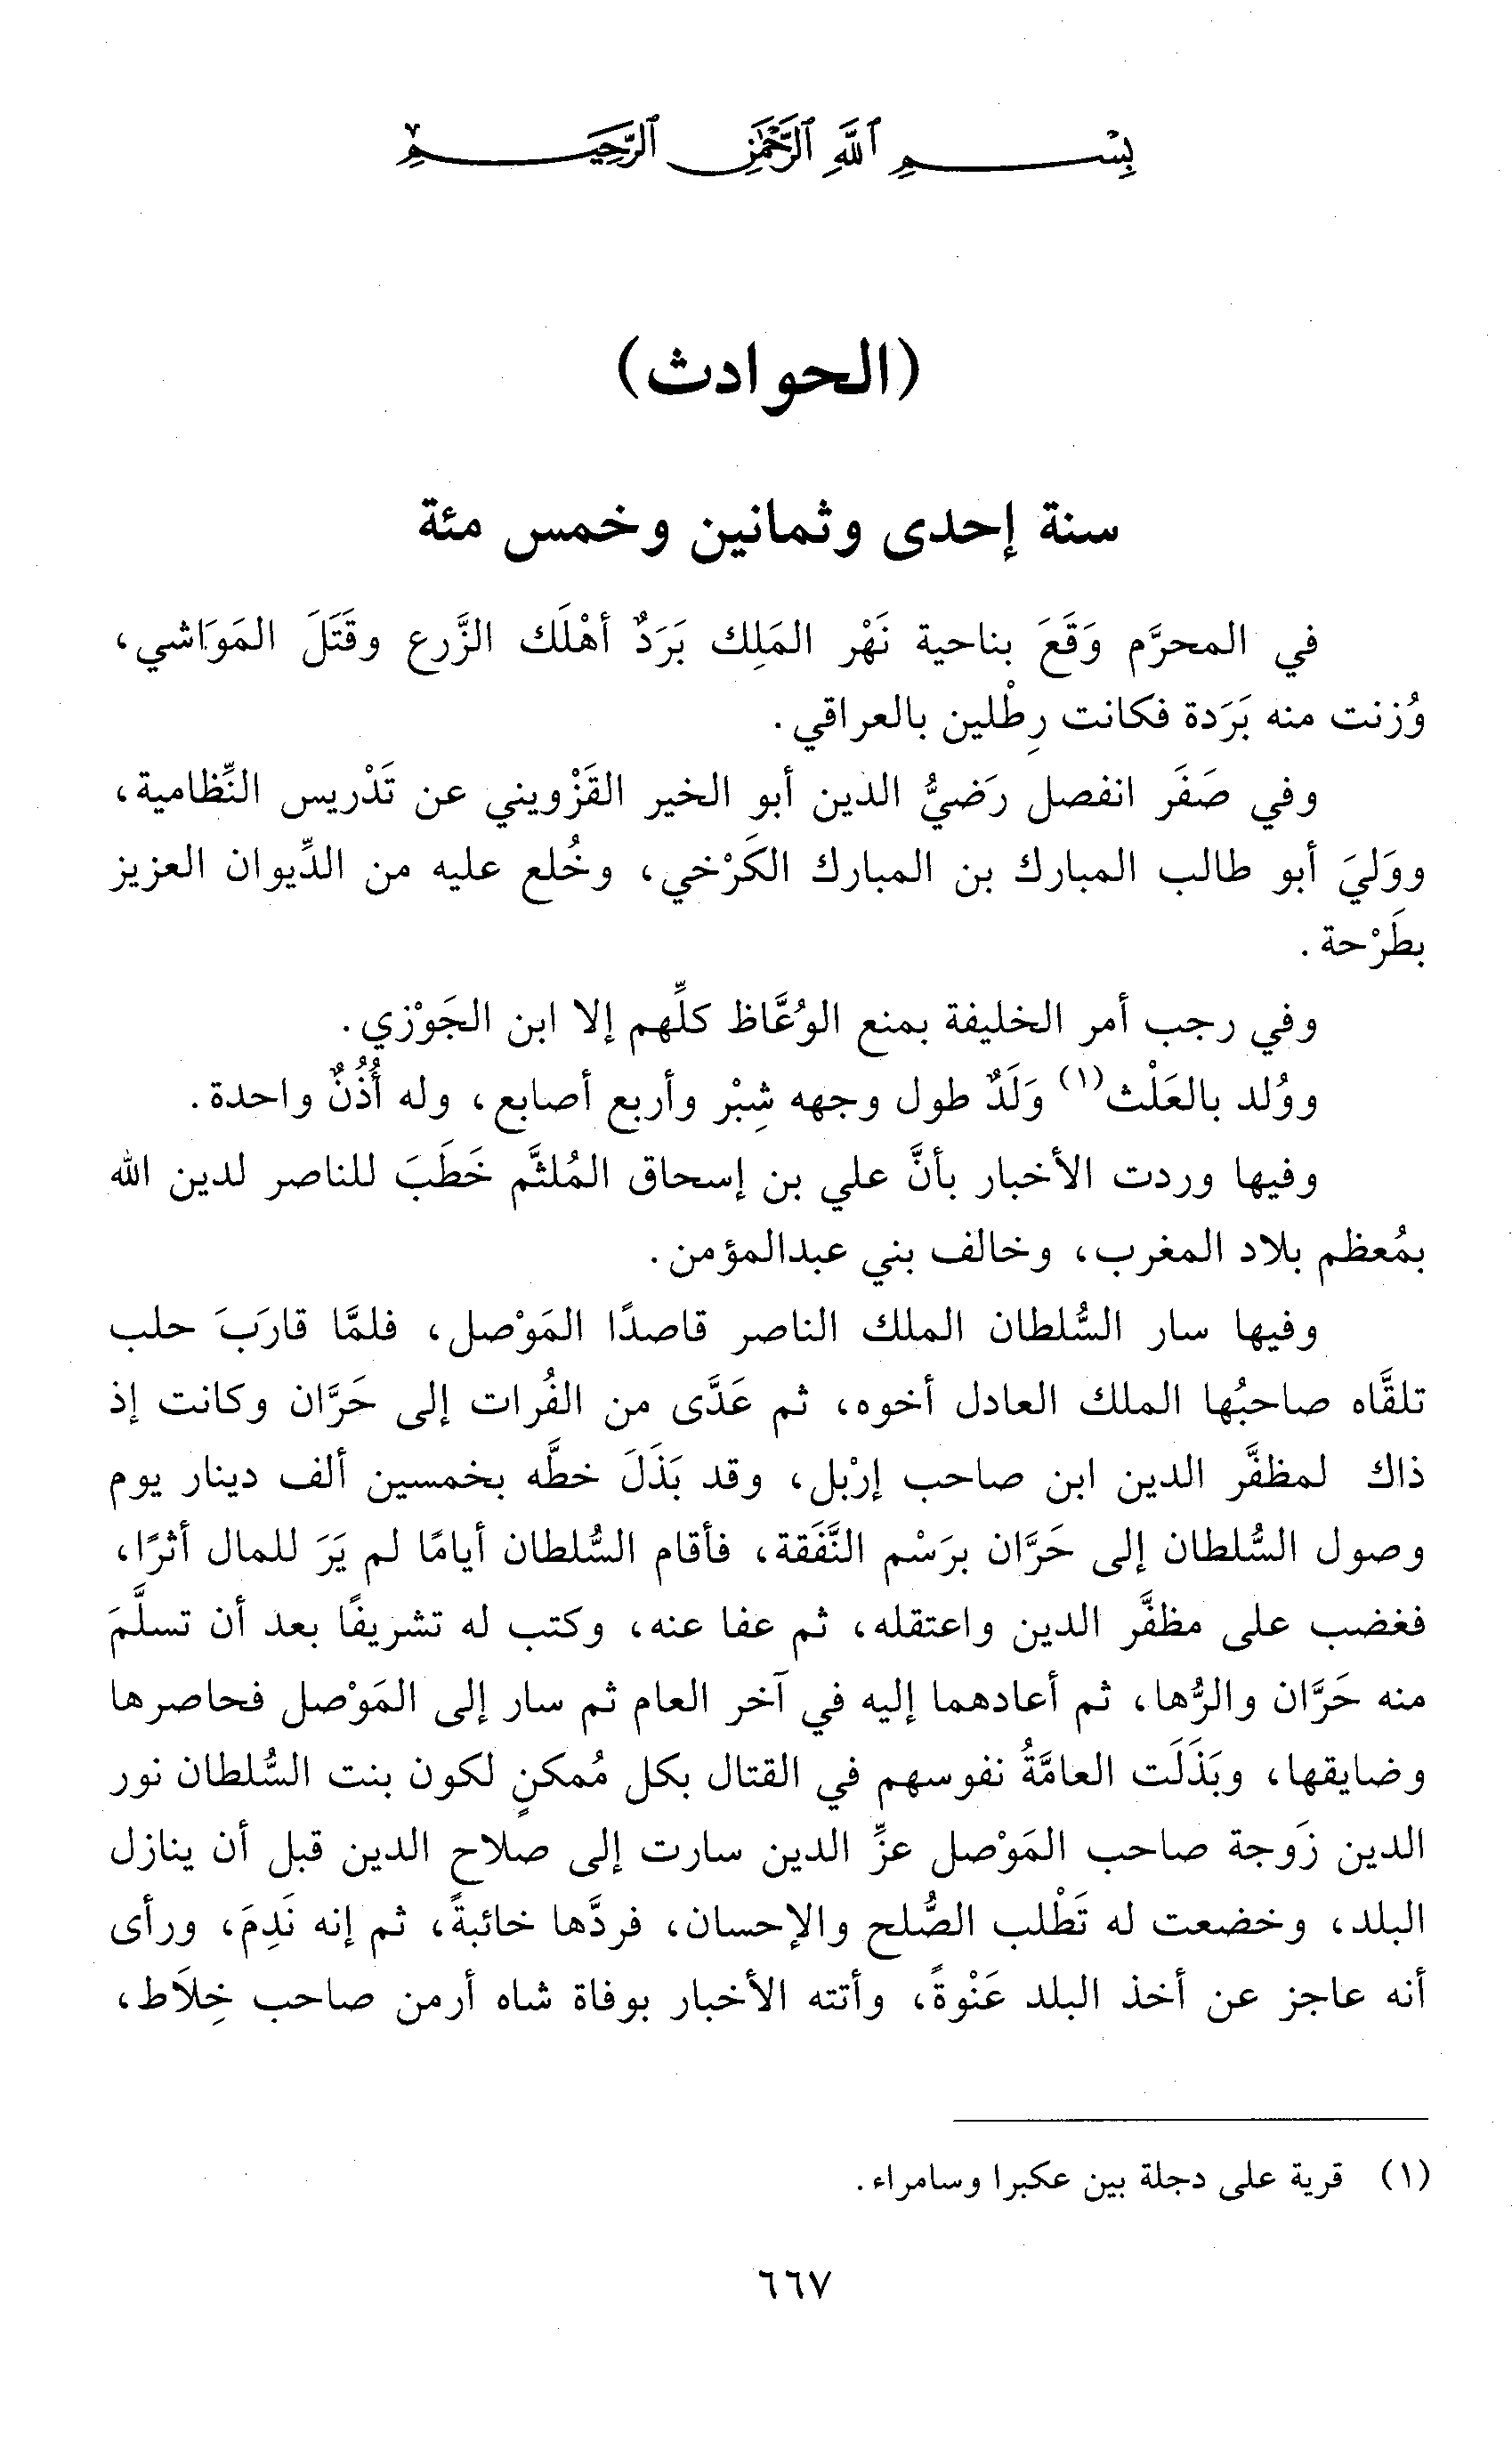 بِسْمِ ٱللَّهِ ٱلرَّحْمَٰنِ ٱلرَّحِيمِ
(الحوادث)
سنة إحدى وثمانين وخمس مئة
في المحرَّم وَقَعَ بناحية نَهْر المَلِك بَرَدٌ أهْلَك الزَّرع وقَتَلَ المَوَاشي،
وُزنت منه بَرَدة فكانت رِطْلين بالعراقي.
وفي صَفَر انفصل رَضيُّ الدين أبو الخير القَزْويني عن تَدْريس النِّظامية،
ووَليَ أبو طالب المبارك بن المبارك الكَرْخي، وخُلع عليه من الدِّيوان العزيز
بطَرْحة.
وفي رجب أمر الخليفة بمنع الوُعَّاظ كلِّهم إلا ابن الجَوْزي.
ووُلد بالعَلْث(١) وَلَدٌ طول وجهه شِبْر وأربع أصابع، وله أُذُنٌ واحدة.
وفيها وردت الأخبار بأنَّ علي بن إسحاق المُلثَّم خَطَبَ للناصر لدين الله
بمُعظم بلاد المغرب، وخالف بني عبدالمؤمن.
وفيها سار السُّلطان الملك الناصر قاصدًا المَوْصل، فلمَّا قارَبَ حلب
تلقَّاه صاحبُها الملك العادل أخوه، ثم عَدَّى من الفُرات إلى حَرَّان وكانت إذ
ذاك لمظفَّر الدين ابن صاحب إرْبل، وقد بَذَلَ خطَّه بخمسين ألف دينار يوم
وصول السُّلطان إلى حَرَّان برَسْم النَّفَقة، فأقام السُّلطان أيامًا لم يَرَ للمال أثرًا،
فغضب على مظفَّر الدين واعتقله، ثم عفا عنه، وكتب له تشريفًا بعد أن تسلَّمَ
منه حَرَّان والرُّها، ثم أعادهما إليه في آخر العام ثم سار إلى المَوْصل فحاصرها
وضايقها، وبَذَلَت العامَّةُ نفوسهم في القتال بكل مُمكنٍ لكون بنت السُّلطان نور
الدين زَوجة صاحب المَوْصل عزِّ الدين سارت إلى صلاح الدين قبل أن ينازل
البلد، وخضعت له تَطْلب الصُّلح والإحسان، فردَّها خائبةً، ثم إنه نَدِمَ، ورأى
أنه عاجز عن أخذ البلد عَنْوةً، وأتته الأخبار بوفاة شاه أرمن صاحب خِلاَط،
(١) قرية على دجلة بين عكبرا وسامراء.
٦٦٧